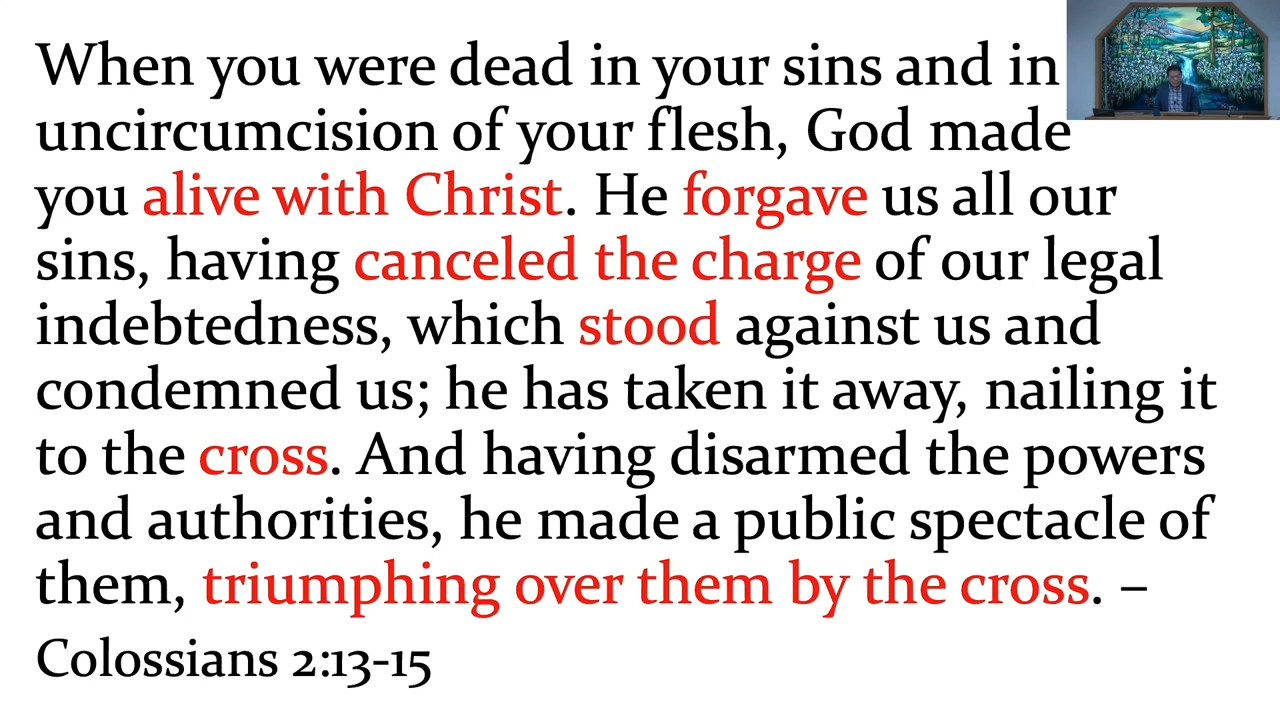 When you were dead in your sins and in
uncircumcision of your flesh, God made
you alive with Christ. He forgave us all our
sins, having canceled the charge of our legal
indebtedness, which stood against us and
condemned us; he has taken it away, nailing it
to the cross. And having disarmed the powers
and authorities, he made a public spectacle of
them, triumphing over them by the cross. –
Colossians 2:13-15